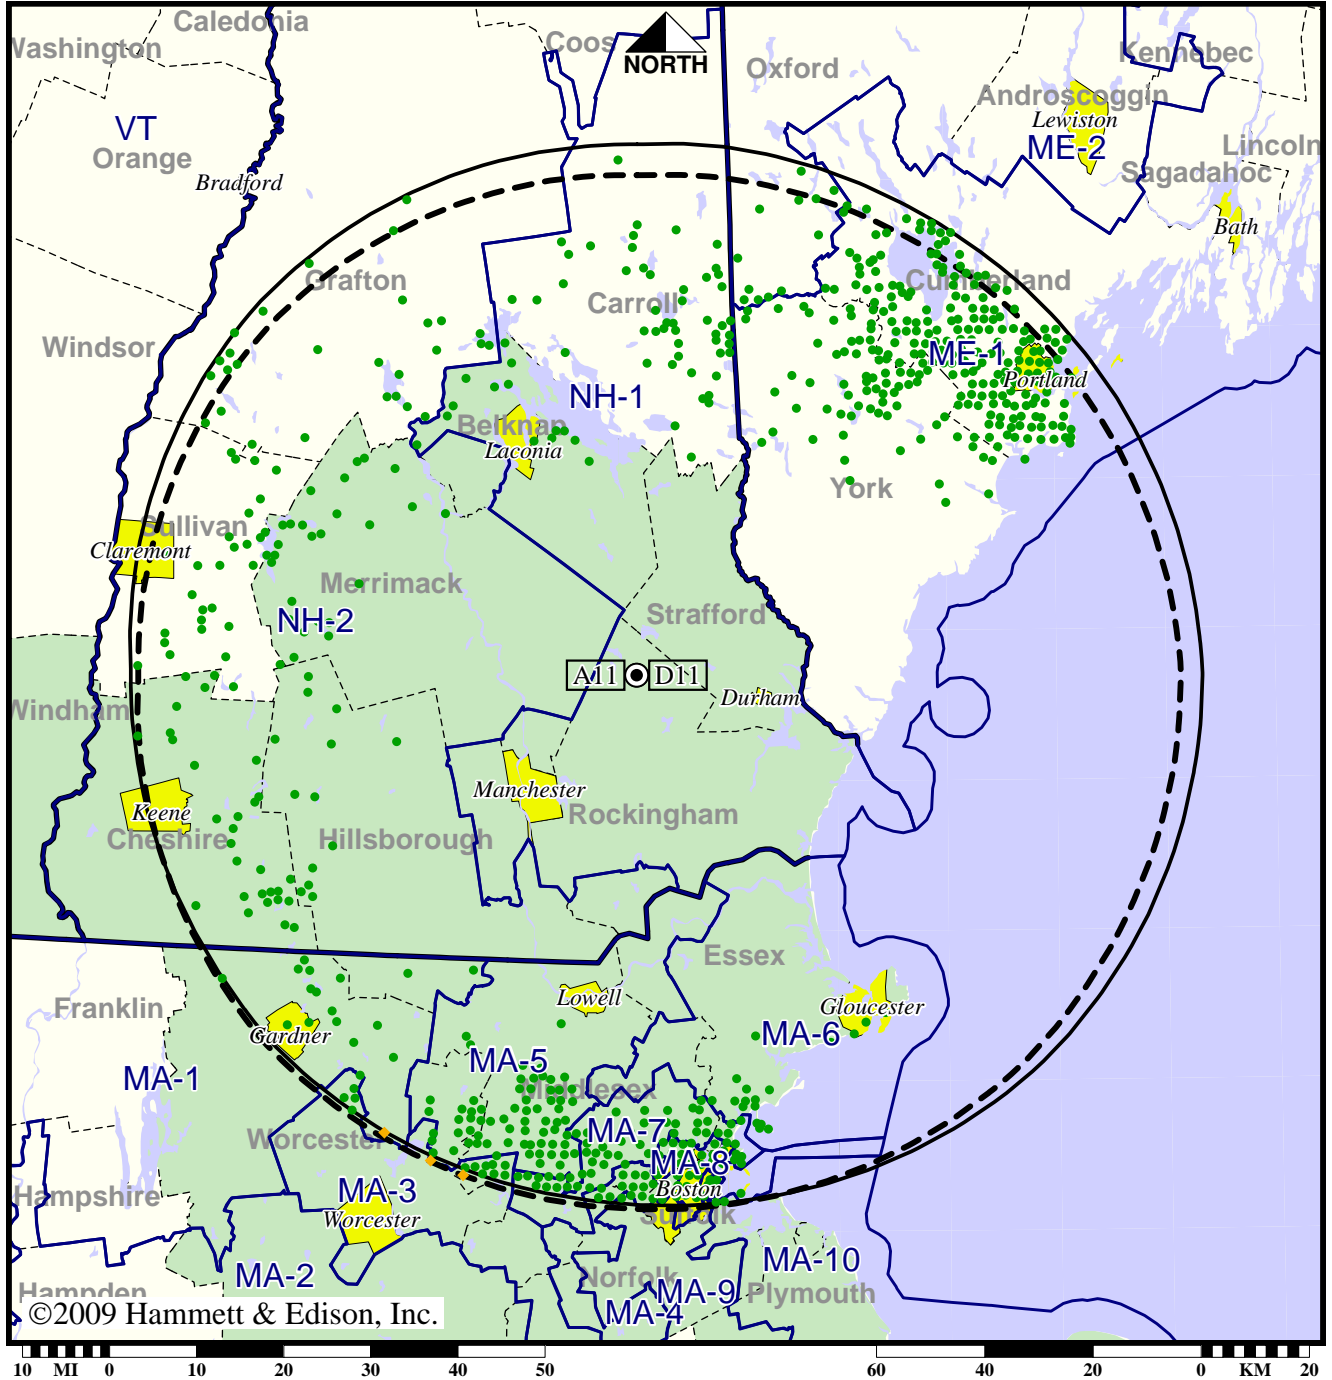 Caledonia
Washington
Coos
NORTH
Oxford
Kennebec
Androscoggin
Lewiston
VT
Orange
ME-2
Lincoln
Sagadahoc
Bradford
Bath
Grafton
Carroll
Cumberland
Windsor
ME-1
Portland
NH-1
Belknap
Laconia
York
Sullivan
Claremont
Merrimack
NH-2
Strafford
A11 D11
Durham
Windham
Manchester
Keene
Rockingham
Cheshire
Hillsborough
Essex
Franklin
Lowell
Gloucester
Gardner
MA-6
MA-5
MA-1
Middlesex
MA-7
Worcester
MA-8
Boston
Hampshire
MA-3
Worcester
Suffolk
MA-10
MA-2
Norfolk
MA-9
Plymouth
Hampden
MA-4
©2009 Hammett & Edison, Inc.
10 MI 0 10 20 30 40 50 60 40 20 0 KM 20